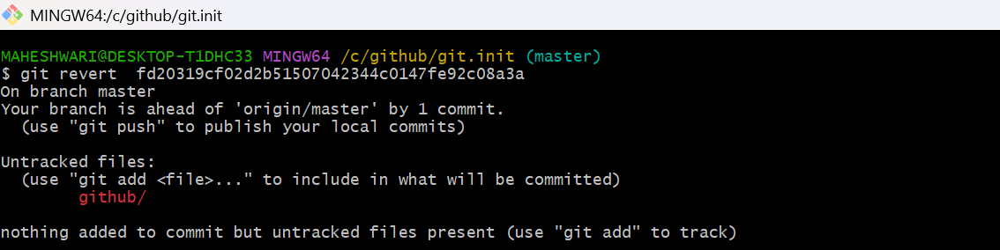 MINGW64:/c/github/git.init
MAHESHWARI@DESKTOP-T1DHC33 MINGW64 /c/github/git.init (master)
$ git revert  fd20319cf02d2b51507042344c0147fe92c08a3a
On branch master
Your branch is ahead of 'origin/master' by 1 commit.
  (use "git push" to publish your local commits)
Untracked files:
  (use "git add <file>..." to include in what will be committed)
        github/
nothing added to commit but untracked files present (use "git add" to track)